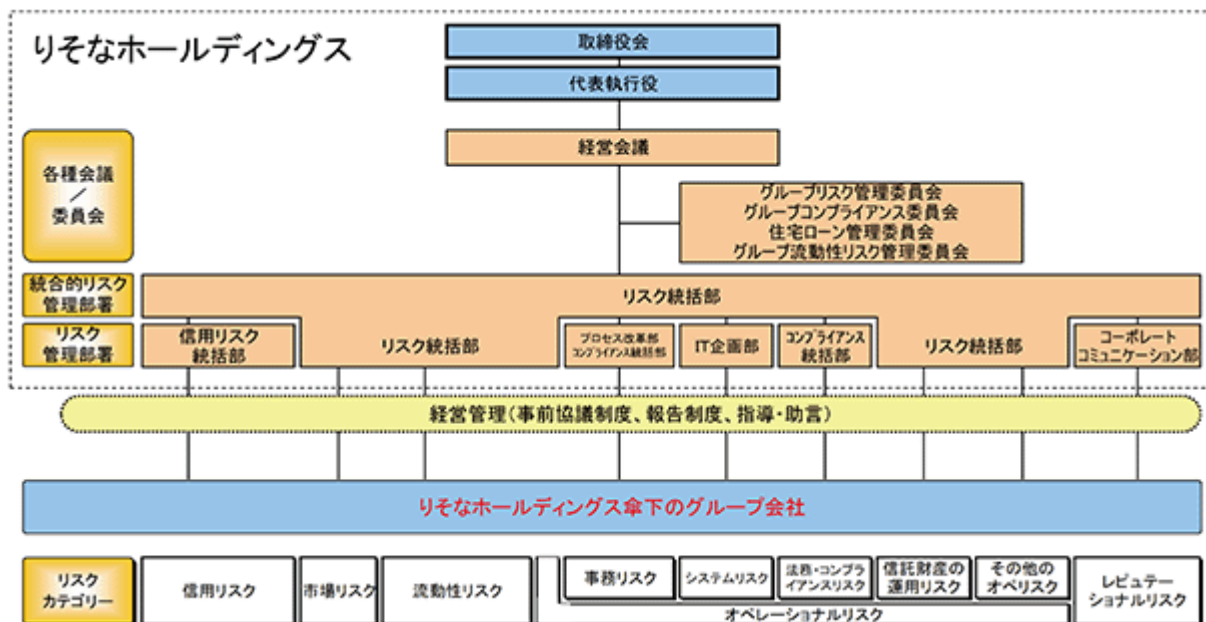 りそなホールディングス
取締役会
代表執行役
経営会議
各種会議
／
委員会
グループリスク管理委員会
グループコンプライアンス委員会
住宅ローン管理委員会
グループ流動性リスク管理委員会
統合的リスク
管理部署
リスク統括部
リスク
管理部署
信用リスク
統括部
リスク統括部
プロセス改革部
コンプライアンス統括部
IT企画部
コンプライアンス
統括部
リスク統括部
コーポレート
コミュニケーション部
経営管理(事前協議制度、報告制度、指導・助言)
りそなホールディングス傘下のグループ会社
リスク
カテゴリー
信用リスク
市場リスク
流動性リスク
事務リスク
システムリスク
法務・コンプラ
イアンスリスク
信託財産の
運用リスク
その他の
オペリスク
オペレーショナルリスク
レピュテー
ショナルリスク